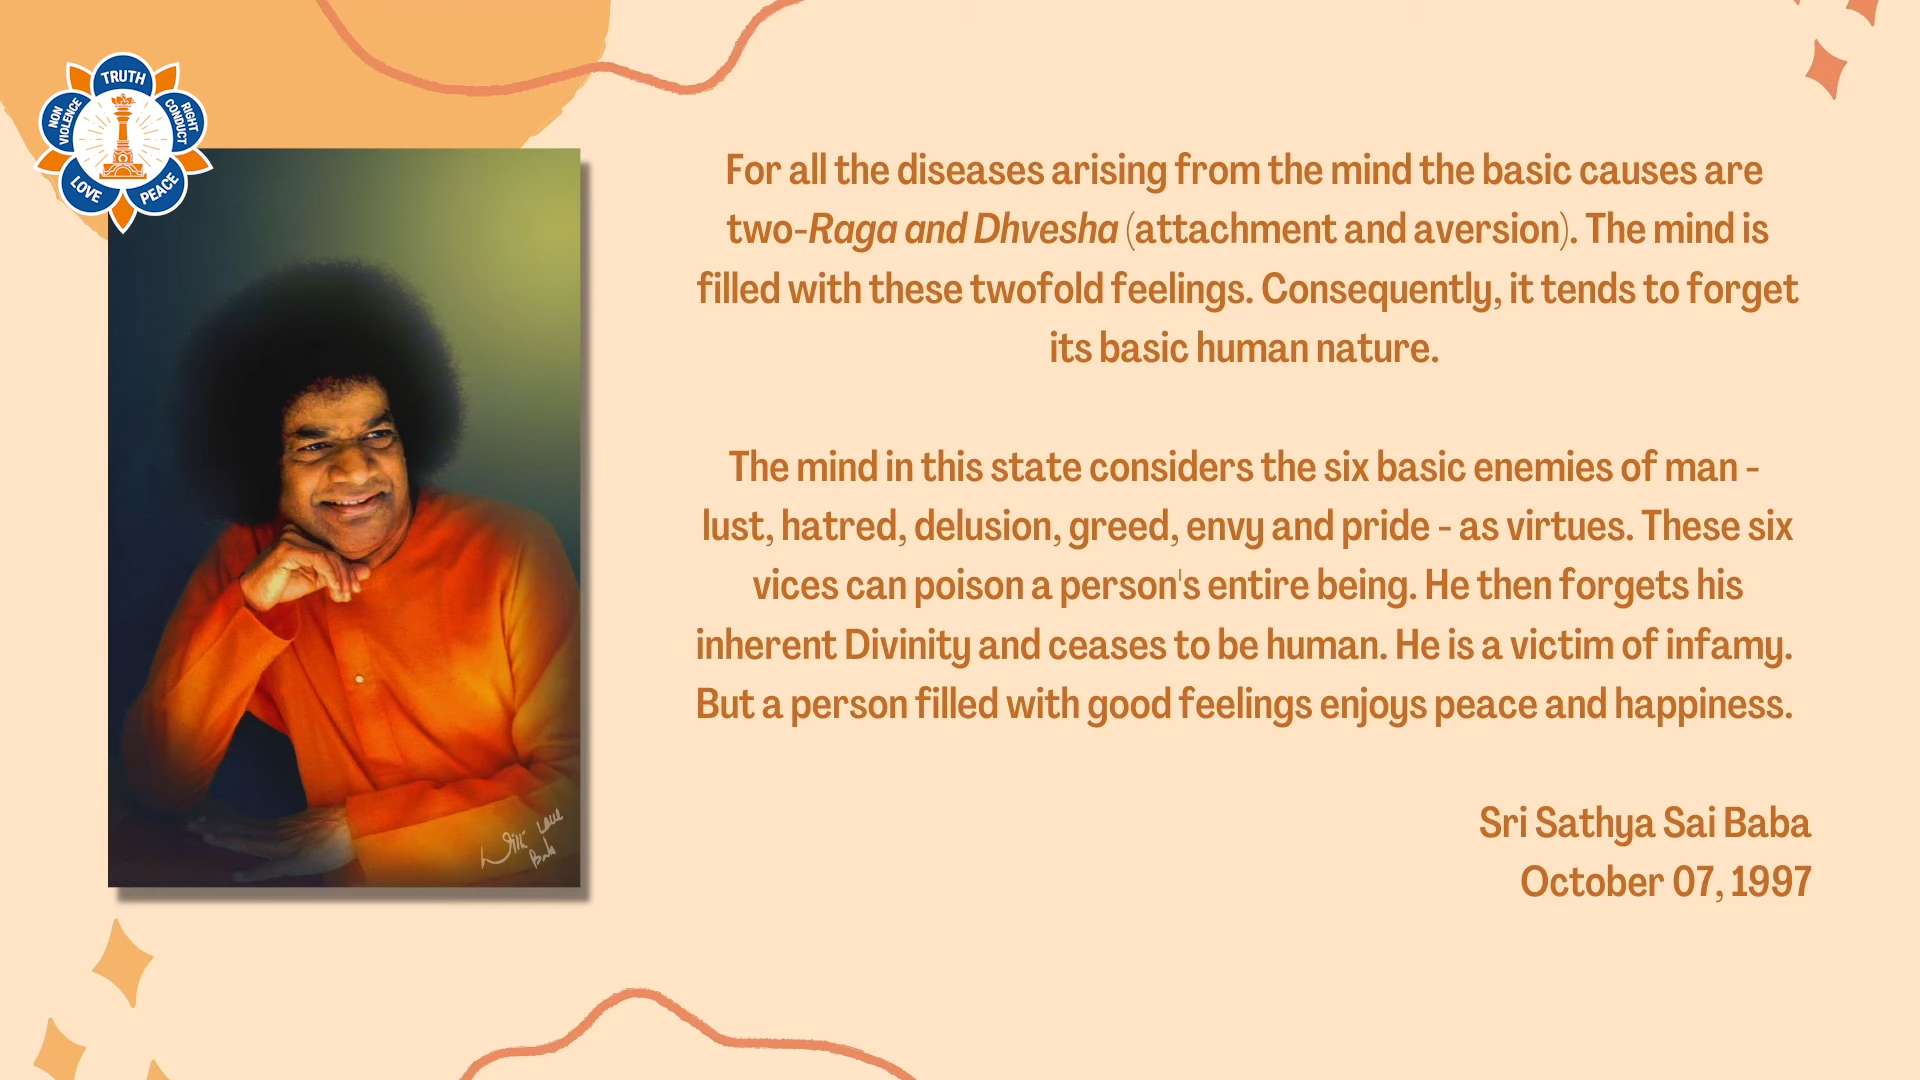 TRUTH
NON
VIOLENCE
RIGHT
CONDUCT
LOVE
PEACE
For all the diseases arising from the mind the basic causes are
two-Raga and Dhvesha (attachment and aversion). The mind is
filled with these twofold feelings. Consequently, it tends to forget
its basic human nature.
The mind in this state considers the six basic enemies of man -
lust, hatred, delusion, greed, envy and pride - as virtues. These six
vices can poison a person's entire being. He then forgets his
inherent Divinity and ceases to be human. He is a victim of infamy.
But a person filled with good feelings enjoys peace and happiness.
Sri Sathya Sai Baba
October 07, 1997
With Love
Baba